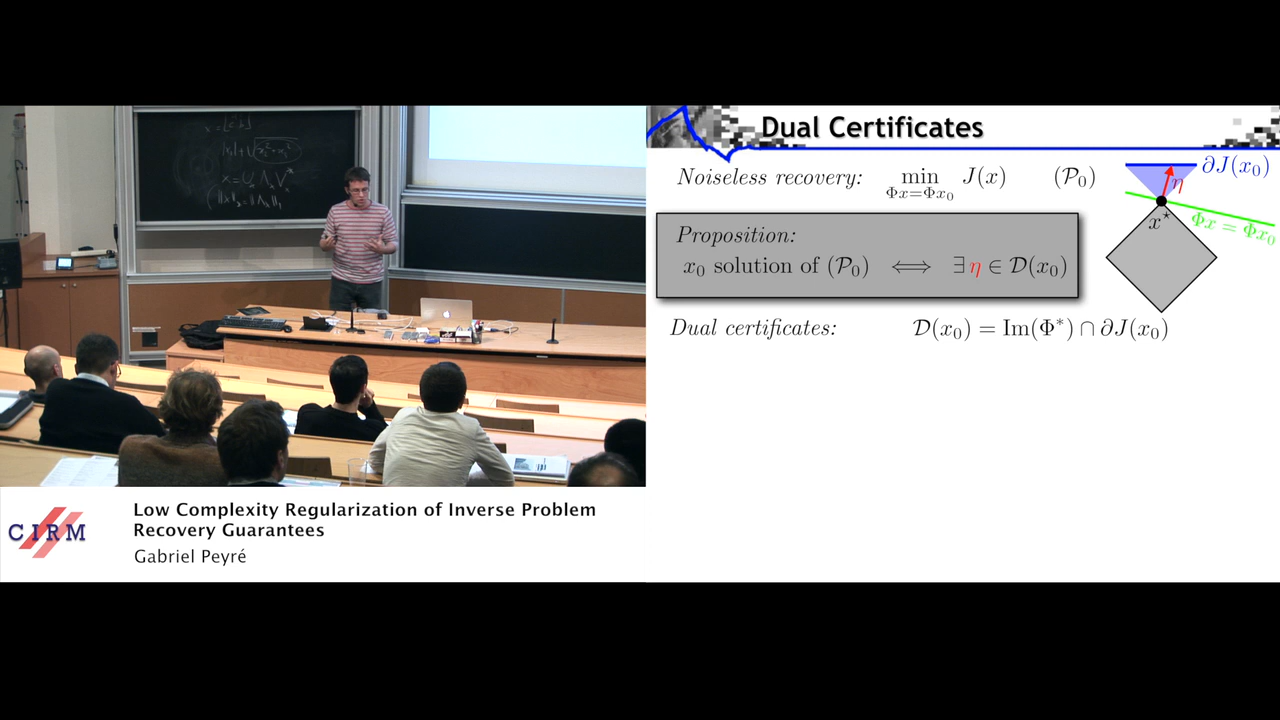 Dual Certificates
Noiseless recovery: min J(x) (P₀)
Φx=Φx₀
∂J(x₀)
η
x⋆
Φx = Φx₀
Proposition:
x₀ solution of (P₀) ⟺ ∃ η ∈ D(x₀)
Dual certificates: D(x₀) = Im(Φ*) ∩ ∂J(x₀)
CIRM
Low Complexity Regularization of Inverse Problem
Recovery Guarantees
Gabriel Peyré